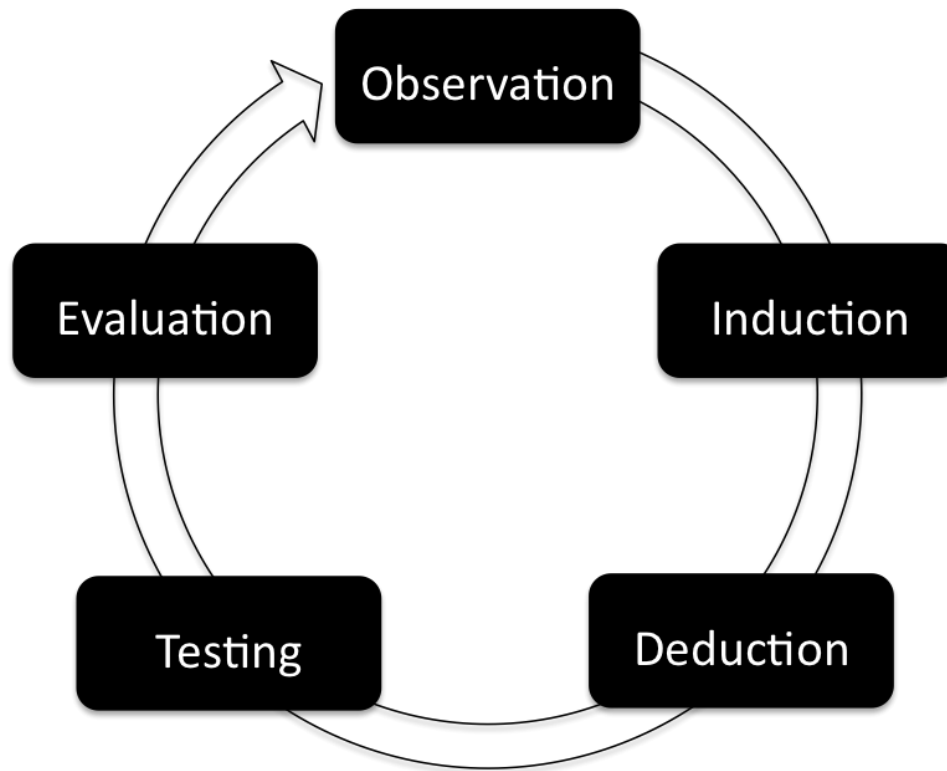 Observation
Induction
Deduction
Testing
Evaluation